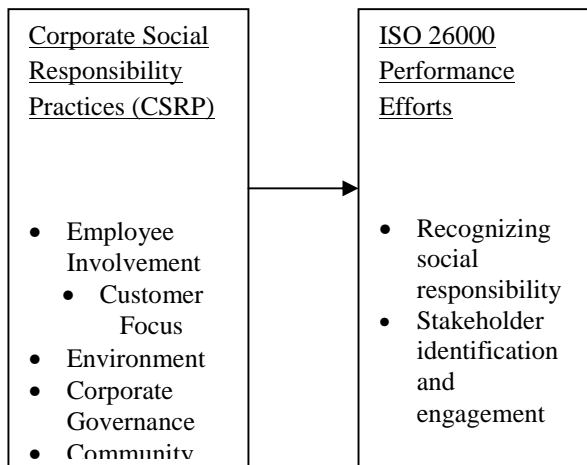 Corporate Social
Responsibility
Practices (CSRP)
• Employee
Involvement
• Customer
Focus
• Environment
• Corporate
Governance
• Community
ISO 26000
Performance
Efforts
• Recognizing
social
responsibility
• Stakeholder
identification
and
engagement